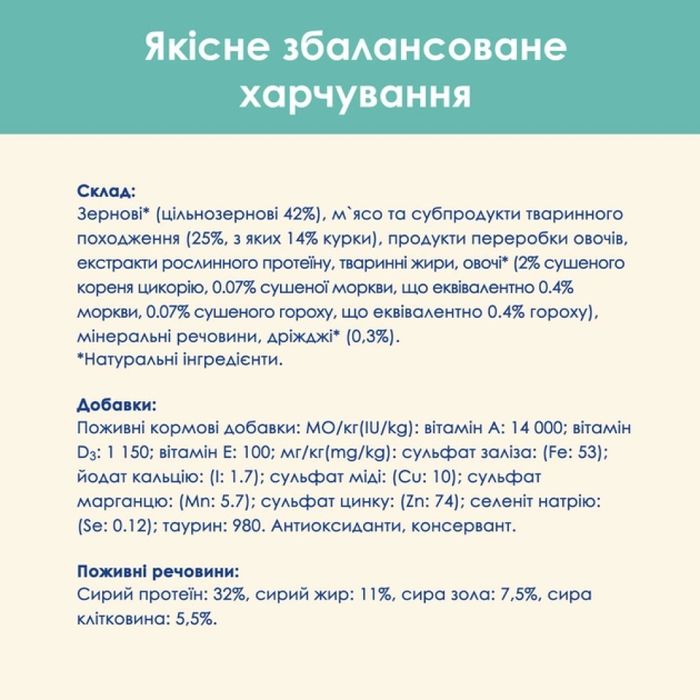 Якісне збалансоване
харчування
Склад:
Зернові* (цільнозернові 42%), м`ясо та субпродукти тваринного
походження (25%, з яких 14% курки), продукти переробки овочів,
екстракти рослинного протеїну, тваринні жири, овочі* (2% сушеного
кореня цикорію, 0.07% сушеної моркви, що еквівалентно 0.4%
моркви, 0.07% сушеного гороху, що еквівалентно 0.4% гороху),
мінеральні речовини, дріжджі* (0,3%).
*Натуральні інгредієнти.
Добавки:
Поживні кормові добавки: МО/кг(IU/kg): вітамін А: 14 000; вітамін
D₃: 1 150; вітамін Е: 100; мг/кг(mg/kg): сульфат заліза: (Fe: 53);
йодат кальцію: (I: 1.7); сульфат міді: (Cu: 10); сульфат
марганцю: (Mn: 5.7); сульфат цинку: (Zn: 74); селеніт натрію:
(Se: 0.12); таурин: 980. Антиоксиданти, консервант.
Поживні речовини:
Сирий протеїн: 32%, сирий жир: 11%, сира зола: 7,5%, сира
клітковина: 5,5%.